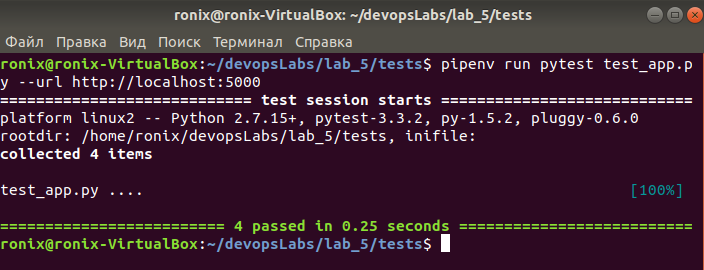 ronix@ronix-VirtualBox: ~/devopsLabs/lab_5/tests
Файл Правка Вид Поиск Терминал Справка
ronix@ronix-VirtualBox:~/devopsLabs/lab_5/tests$ pipenv run pytest test_app.p
y --url http://localhost:5000
============================ test session starts ============================
platform linux2 -- Python 2.7.15+, pytest-3.3.2, py-1.5.2, pluggy-0.6.0
rootdir: /home/ronix/devopsLabs/lab_5/tests, inifile:
collected 4 items
test_app.py .... [100%]
========================= 4 passed in 0.25 seconds ==========================
ronix@ronix-VirtualBox:~/devopsLabs/lab_5/tests$